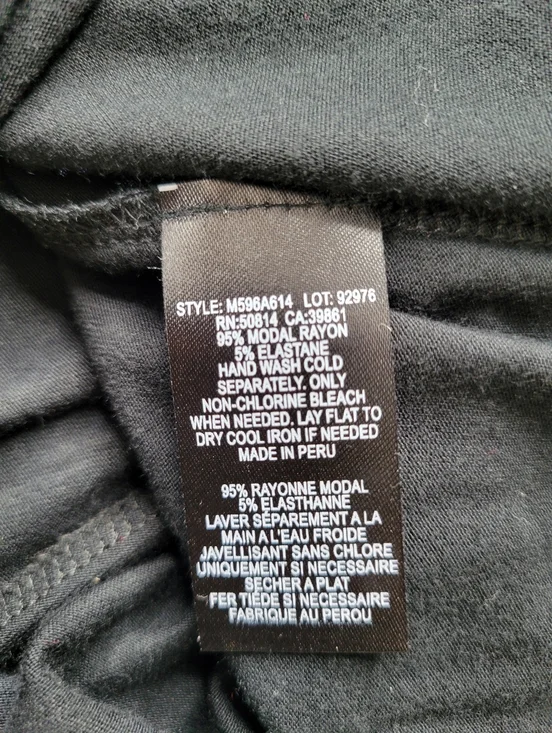 STYLE: M596A614 LOT: 92976
RN:50814 CA:39861
95% MODAL RAYON
5% ELASTANE
HAND WASH COLD
SEPARATELY. ONLY
NON-CHLORINE BLEACH
WHEN NEEDED. LAY FLAT TO
DRY COOL IRON IF NEEDED
MADE IN PERU
95% RAYONNE MODAL
5% ELASTHANNE
LAVER SÉPAREMENT A LA
MAIN A L'EAU FROIDE
JAVELLISANT SANS CHLORE
UNIQUEMENT SI NECESSAIRE
SECHER A PLAT
FER TIÈDE SI NECESSAIRE
FABRIQUE AU PEROU